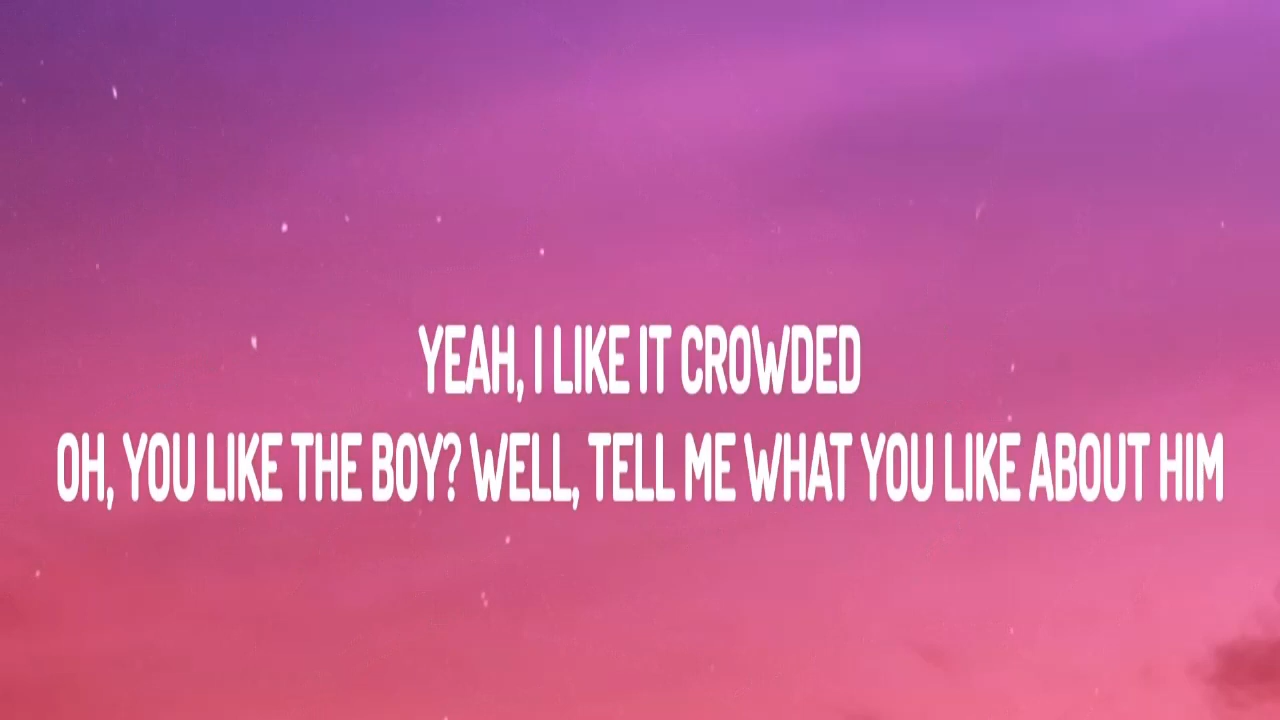 YEAH, I LIKE IT CROWDED
OH, YOU LIKE THE BOY? WELL, TELL ME WHAT YOU LIKE ABOUT HIM